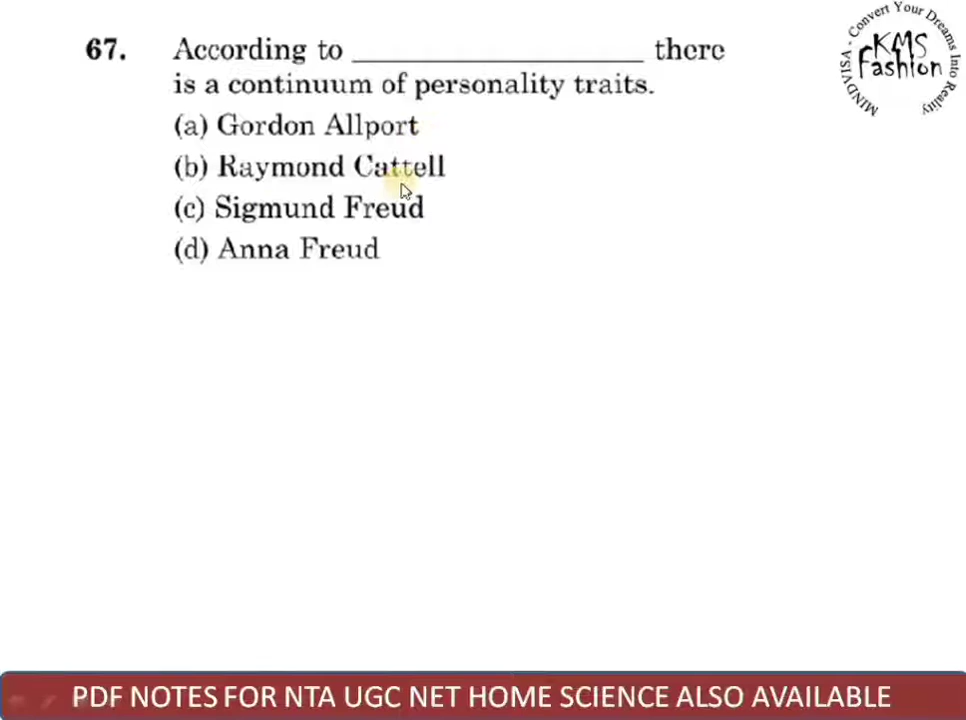 67. According to ____________________ there
is a continuum of personality traits.
(a) Gordon Allport
(b) Raymond Cattell
(c) Sigmund Freud
(d) Anna Freud
MINDVISA - Convert Your Dreams Into Reality
KMS
Fashion
PDF NOTES FOR NTA UGC NET HOME SCIENCE ALSO AVAILABLE